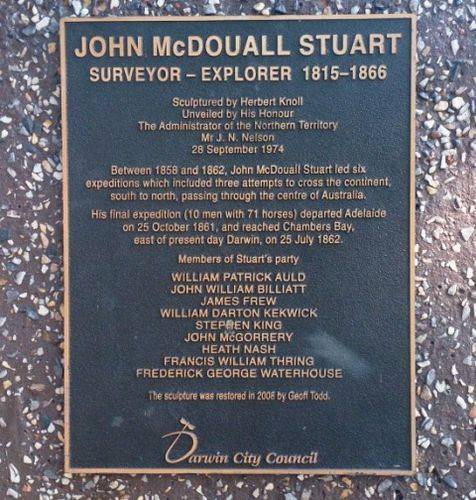 JOHN McDOUALL STUART
SURVEYOR – EXPLORER 1815–1866
Sculptured by Herbert Knoll
Unveiled by His Honour
The Administrator of the Northern Territory
Mr J. N. Nelson
28 September 1974
Between 1858 and 1862, John McDouall Stuart led six
expeditions which included three attempts to cross the continent,
south to north, passing through the centre of Australia.
His final expedition (10 men with 71 horses) departed Adelaide
on 25 October 1861, and reached Chambers Bay,
east of present day Darwin, on 25 July 1862.
Members of Stuart's party
WILLIAM PATRICK AULD
JOHN WILLIAM BILLIATT
JAMES FREW
WILLIAM DARTON KEKWICK
STEPHEN KING
JOHN McGORRERY
HEATH NASH
FRANCIS WILLIAM THRING
FREDERICK GEORGE WATERHOUSE
The sculpture was restored in 2008 by Geoff Todd.
Darwin City Council